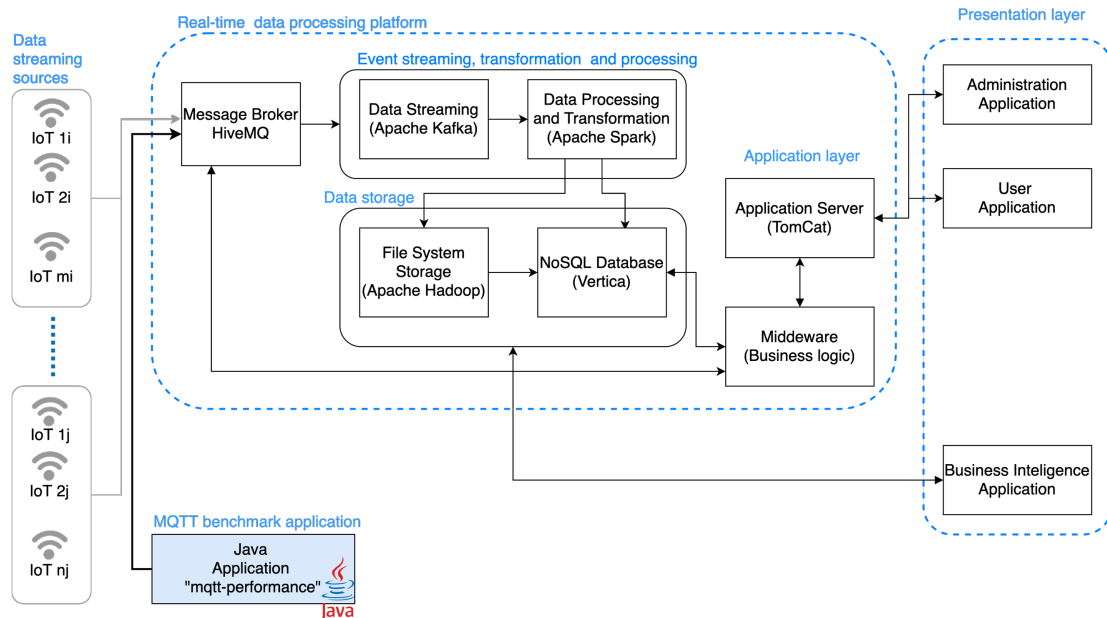 Real-time data processing platform
Presentation layer
Data
streaming
sources
IoT 1i
IoT 2i
IoT mi
IoT 1j
IoT 2j
IoT nj
Message Broker
HiveMQ
Event streaming, transformation and processing
Data Streaming
(Apache Kafka)
Data Processing
and Transformation
(Apache Spark)
Data storage
File System
Storage
(Apache Hadoop)
NoSQL Database
(Vertica)
Application layer
Application Server
(TomCat)
Middeware
(Business logic)
Administration
Application
User
Application
Business Inteligence
Application
MQTT benchmark application
Java
Application
"mqtt-performance"
Java